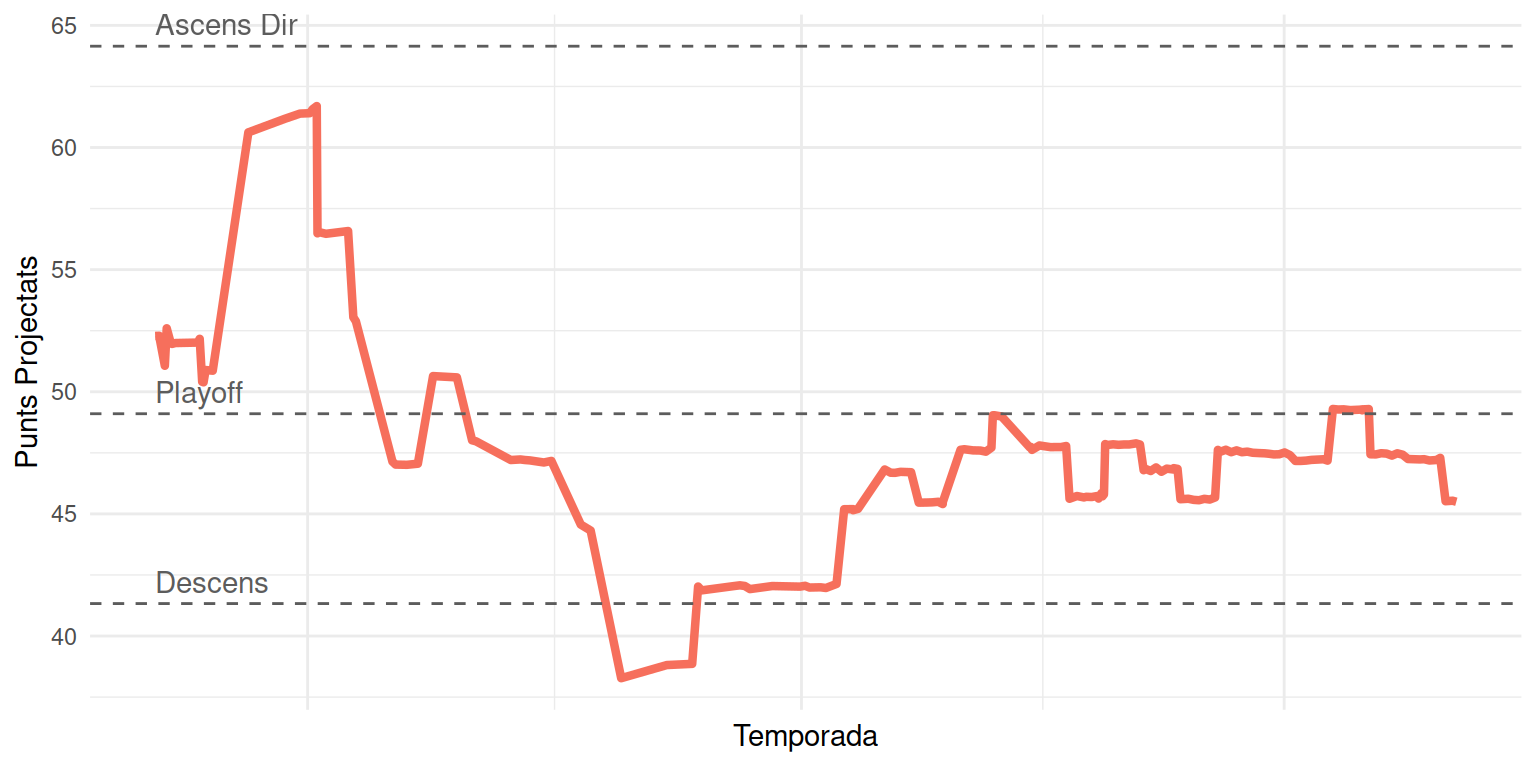 65
60
55
50
45
40
Punts Projectats
Ascens Dir
Playoff
Descens
Temporada